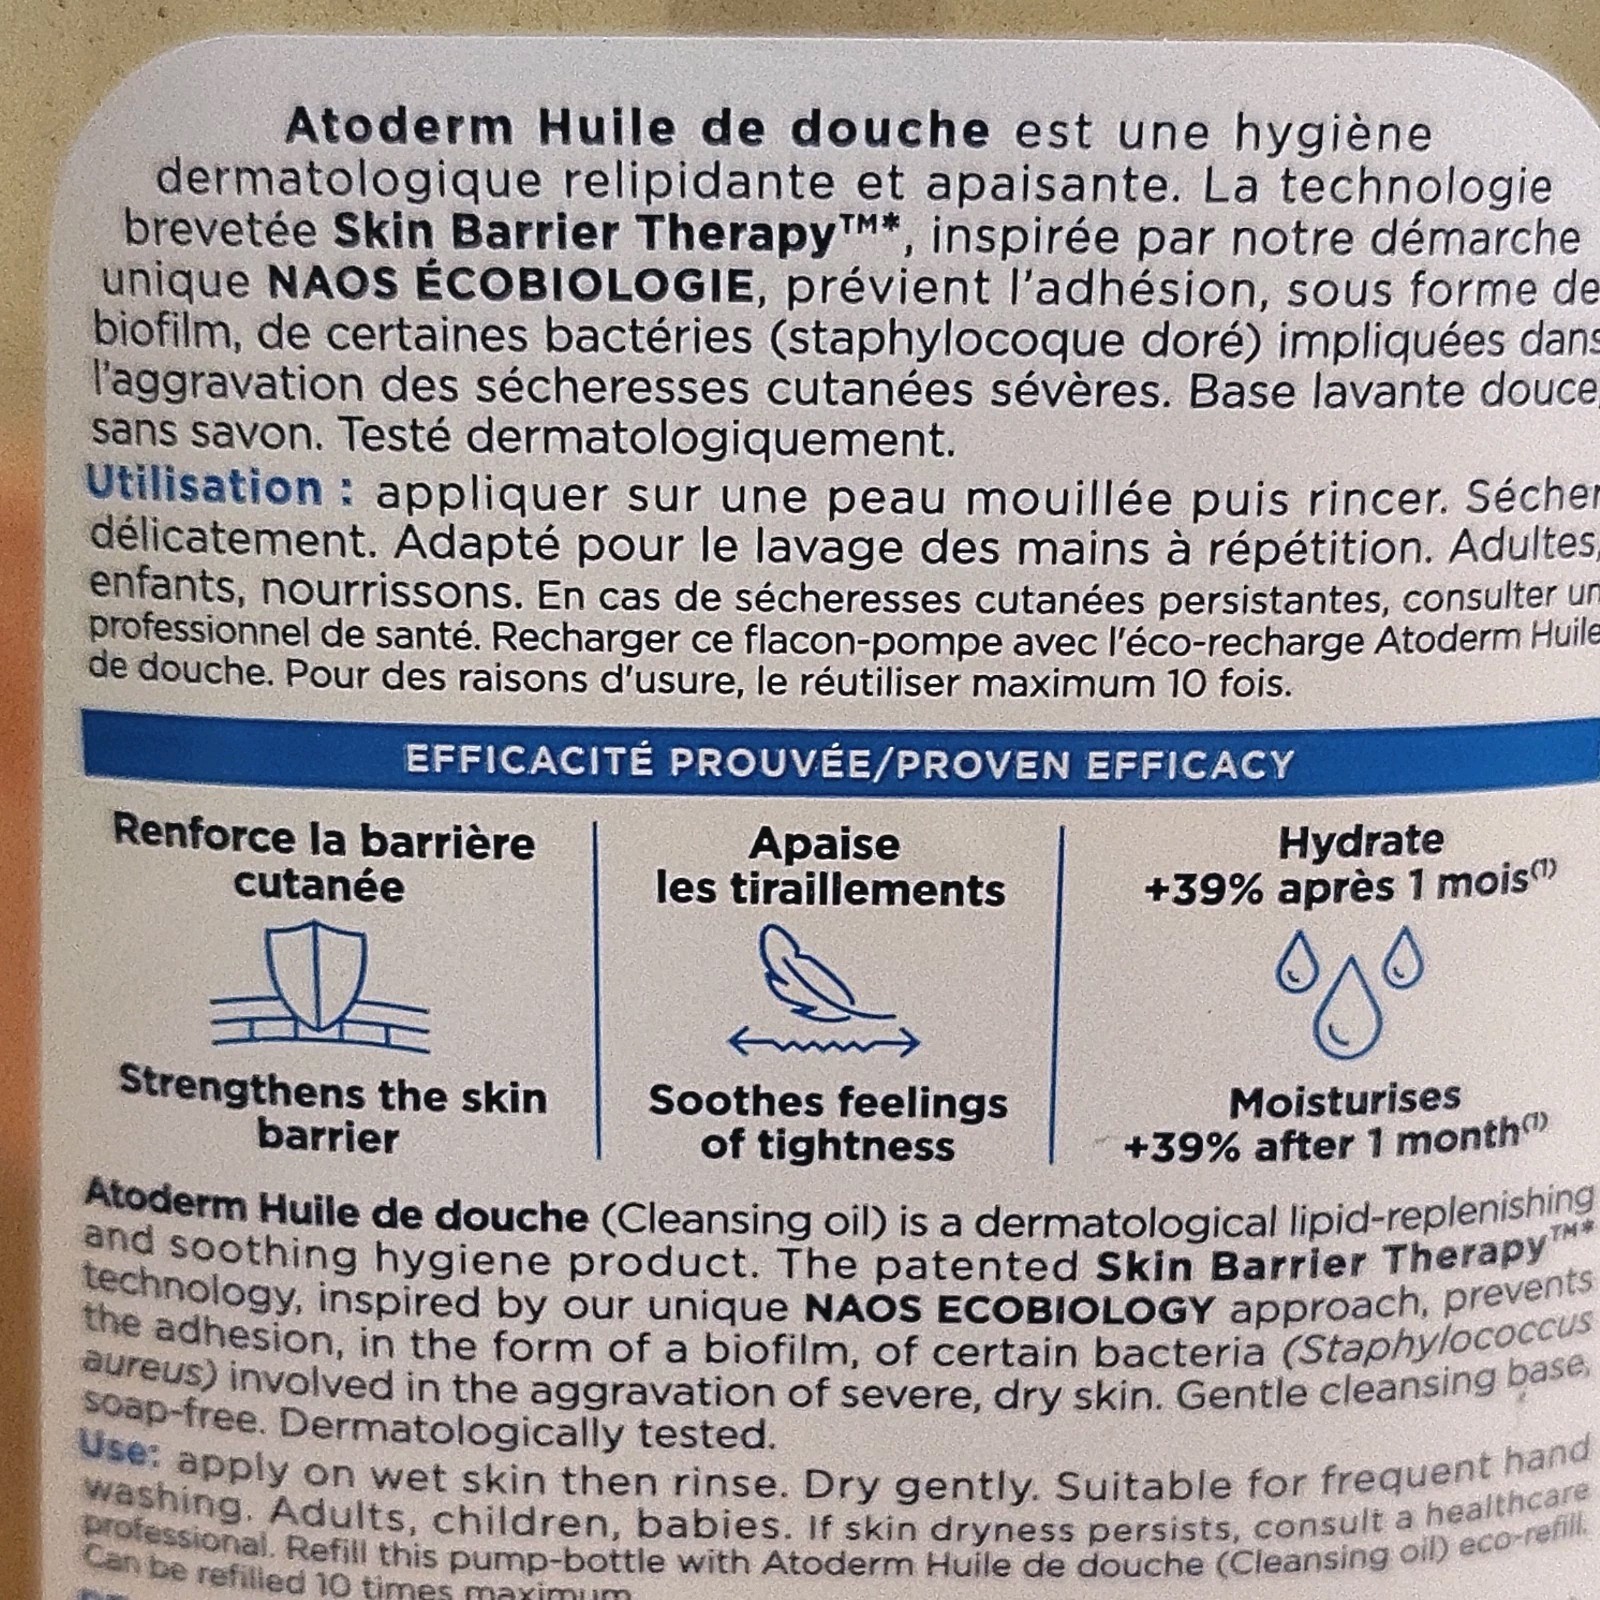 Atoderm Huile de douche est une hygiène
dermatologique relipidante et apaisante. La technologie
brevetée Skin Barrier Therapy™*, inspirée par notre démarche
unique NAOS ÉCOBIOLOGIE, prévient l'adhésion, sous forme de
biofilm, de certaines bactéries (staphylocoque doré) impliquées dans
l'aggravation des sécheresses cutanées sévères. Base lavante douce,
sans savon. Testé dermatologiquement.
Utilisation : appliquer sur une peau mouillée puis rincer. Sécher
délicatement. Adapté pour le lavage des mains à répétition. Adultes,
enfants, nourrissons. En cas de sécheresses cutanées persistantes, consulter un
professionnel de santé. Recharger ce flacon-pompe avec l'éco-recharge Atoderm Huile
de douche. Pour des raisons d'usure, le réutiliser maximum 10 fois.
EFFICACITÉ PROUVÉE/PROVEN EFFICACY
Renforce la barrière
cutanée
Strengthens the skin
barrier
Apaise
les tiraillements
Soothes feelings
of tightness
Hydrate
+39% après 1 mois(1)
Moisturises
+39% after 1 month(1)
Atoderm Huile de douche (Cleansing oil) is a dermatological lipid-replenishing
and soothing hygiene product. The patented Skin Barrier Therapy™*
technology, inspired by our unique NAOS ECOBIOLOGY approach, prevents
the adhesion, in the form of a biofilm, of certain bacteria (Staphylococcus
aureus) involved in the aggravation of severe, dry skin. Gentle cleansing base,
soap-free. Dermatologically tested.
Use: apply on wet skin then rinse. Dry gently. Suitable for frequent hand
washing. Adults, children, babies. If skin dryness persists, consult a healthcare
professional. Refill this pump-bottle with Atoderm Huile de douche (Cleansing oil) eco-refill.
Can be refilled 10 times maximum